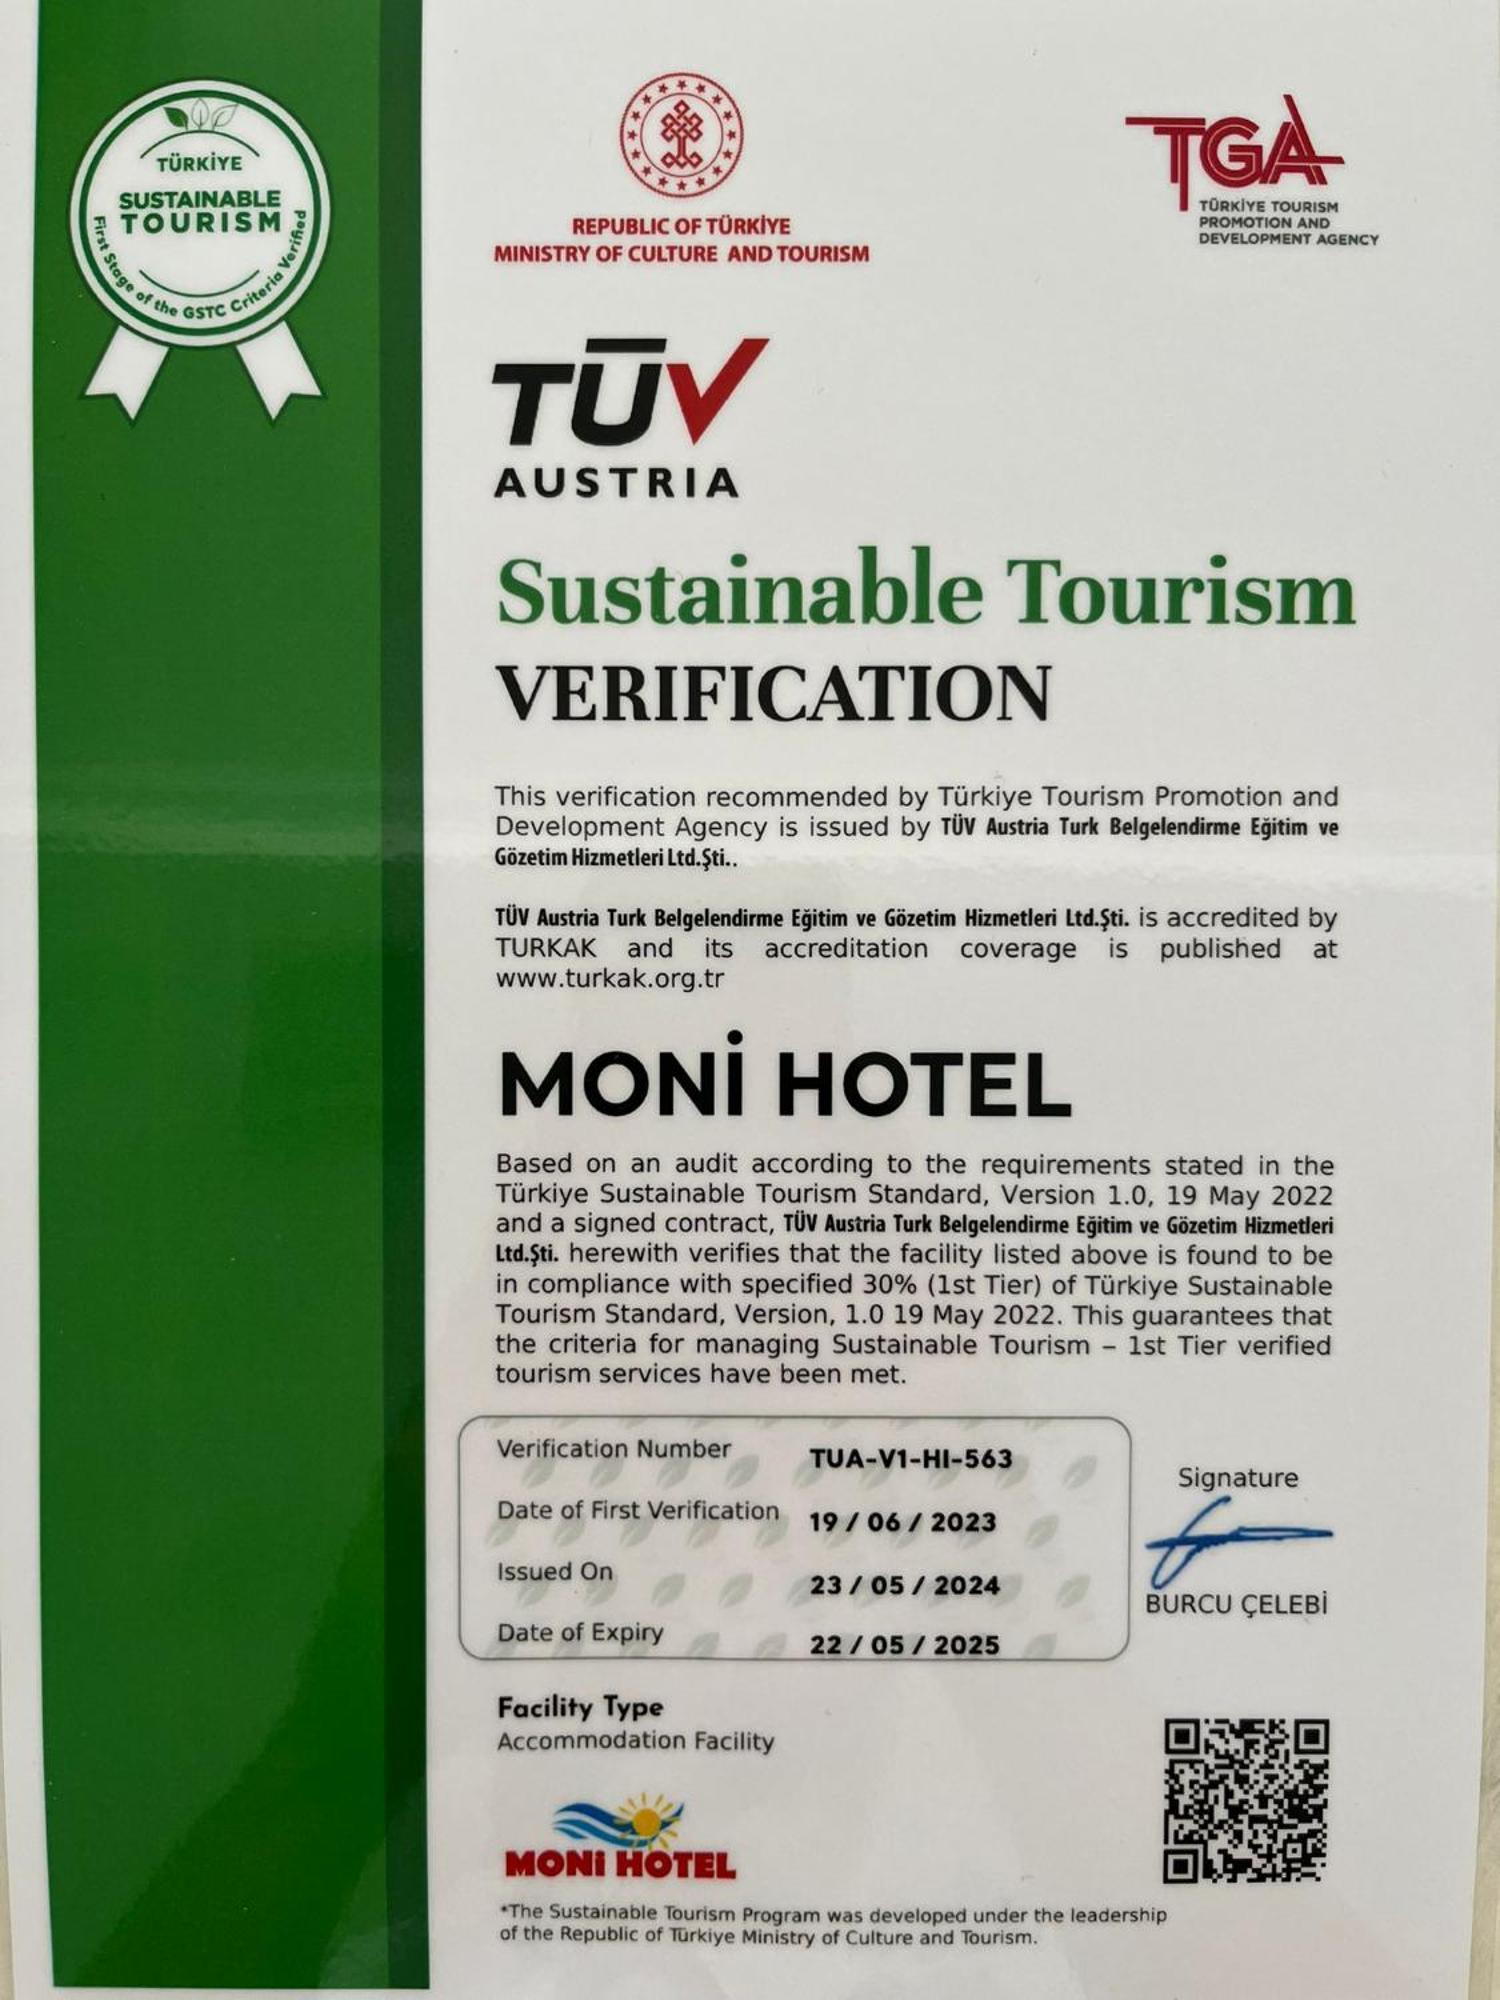 TÜRKİYE
SUSTAINABLE
TOURISM
First Stage of the GSTC Criteria Verified
REPUBLIC OF TÜRKİYE
MINISTRY OF CULTURE AND TOURISM
TGA
TÜRKİYE TOURISM
PROMOTION AND
DEVELOPMENT AGENCY
TÜV
AUSTRIA
Sustainable Tourism
VERIFICATION
This verification recommended by Türkiye Tourism Promotion and
Development Agency is issued by TÜV Austria Turk Belgelendirme Eğitim ve
Gözetim Hizmetleri Ltd.Şti..
TÜV Austria Turk Belgelendirme Eğitim ve Gözetim Hizmetleri Ltd.Şti. is accredited by
TURKAK and its accreditation coverage is published at
www.turkak.org.tr
MONİ HOTEL
Based on an audit according to the requirements stated in the
Türkiye Sustainable Tourism Standard, Version 1.0, 19 May 2022
and a signed contract, TÜV Austria Turk Belgelendirme Eğitim ve Gözetim Hizmetleri
Ltd.Şti. herewith verifies that the facility listed above is found to be
in compliance with specified 30% (1st Tier) of Türkiye Sustainable
Tourism Standard, Version, 1.0 19 May 2022. This guarantees that
the criteria for managing Sustainable Tourism – 1st Tier verified
tourism services have been met.
Verification Number TUA-V1-HI-563
Date of First Verification 19 / 06 / 2023
Issued On 23 / 05 / 2024
Date of Expiry 22 / 05 / 2025
Signature
BURCU ÇELEBİ
Facility Type
Accommodation Facility
MONi HOTEL
*The Sustainable Tourism Program was developed under the leadership
of the Republic of Türkiye Ministry of Culture and Tourism.